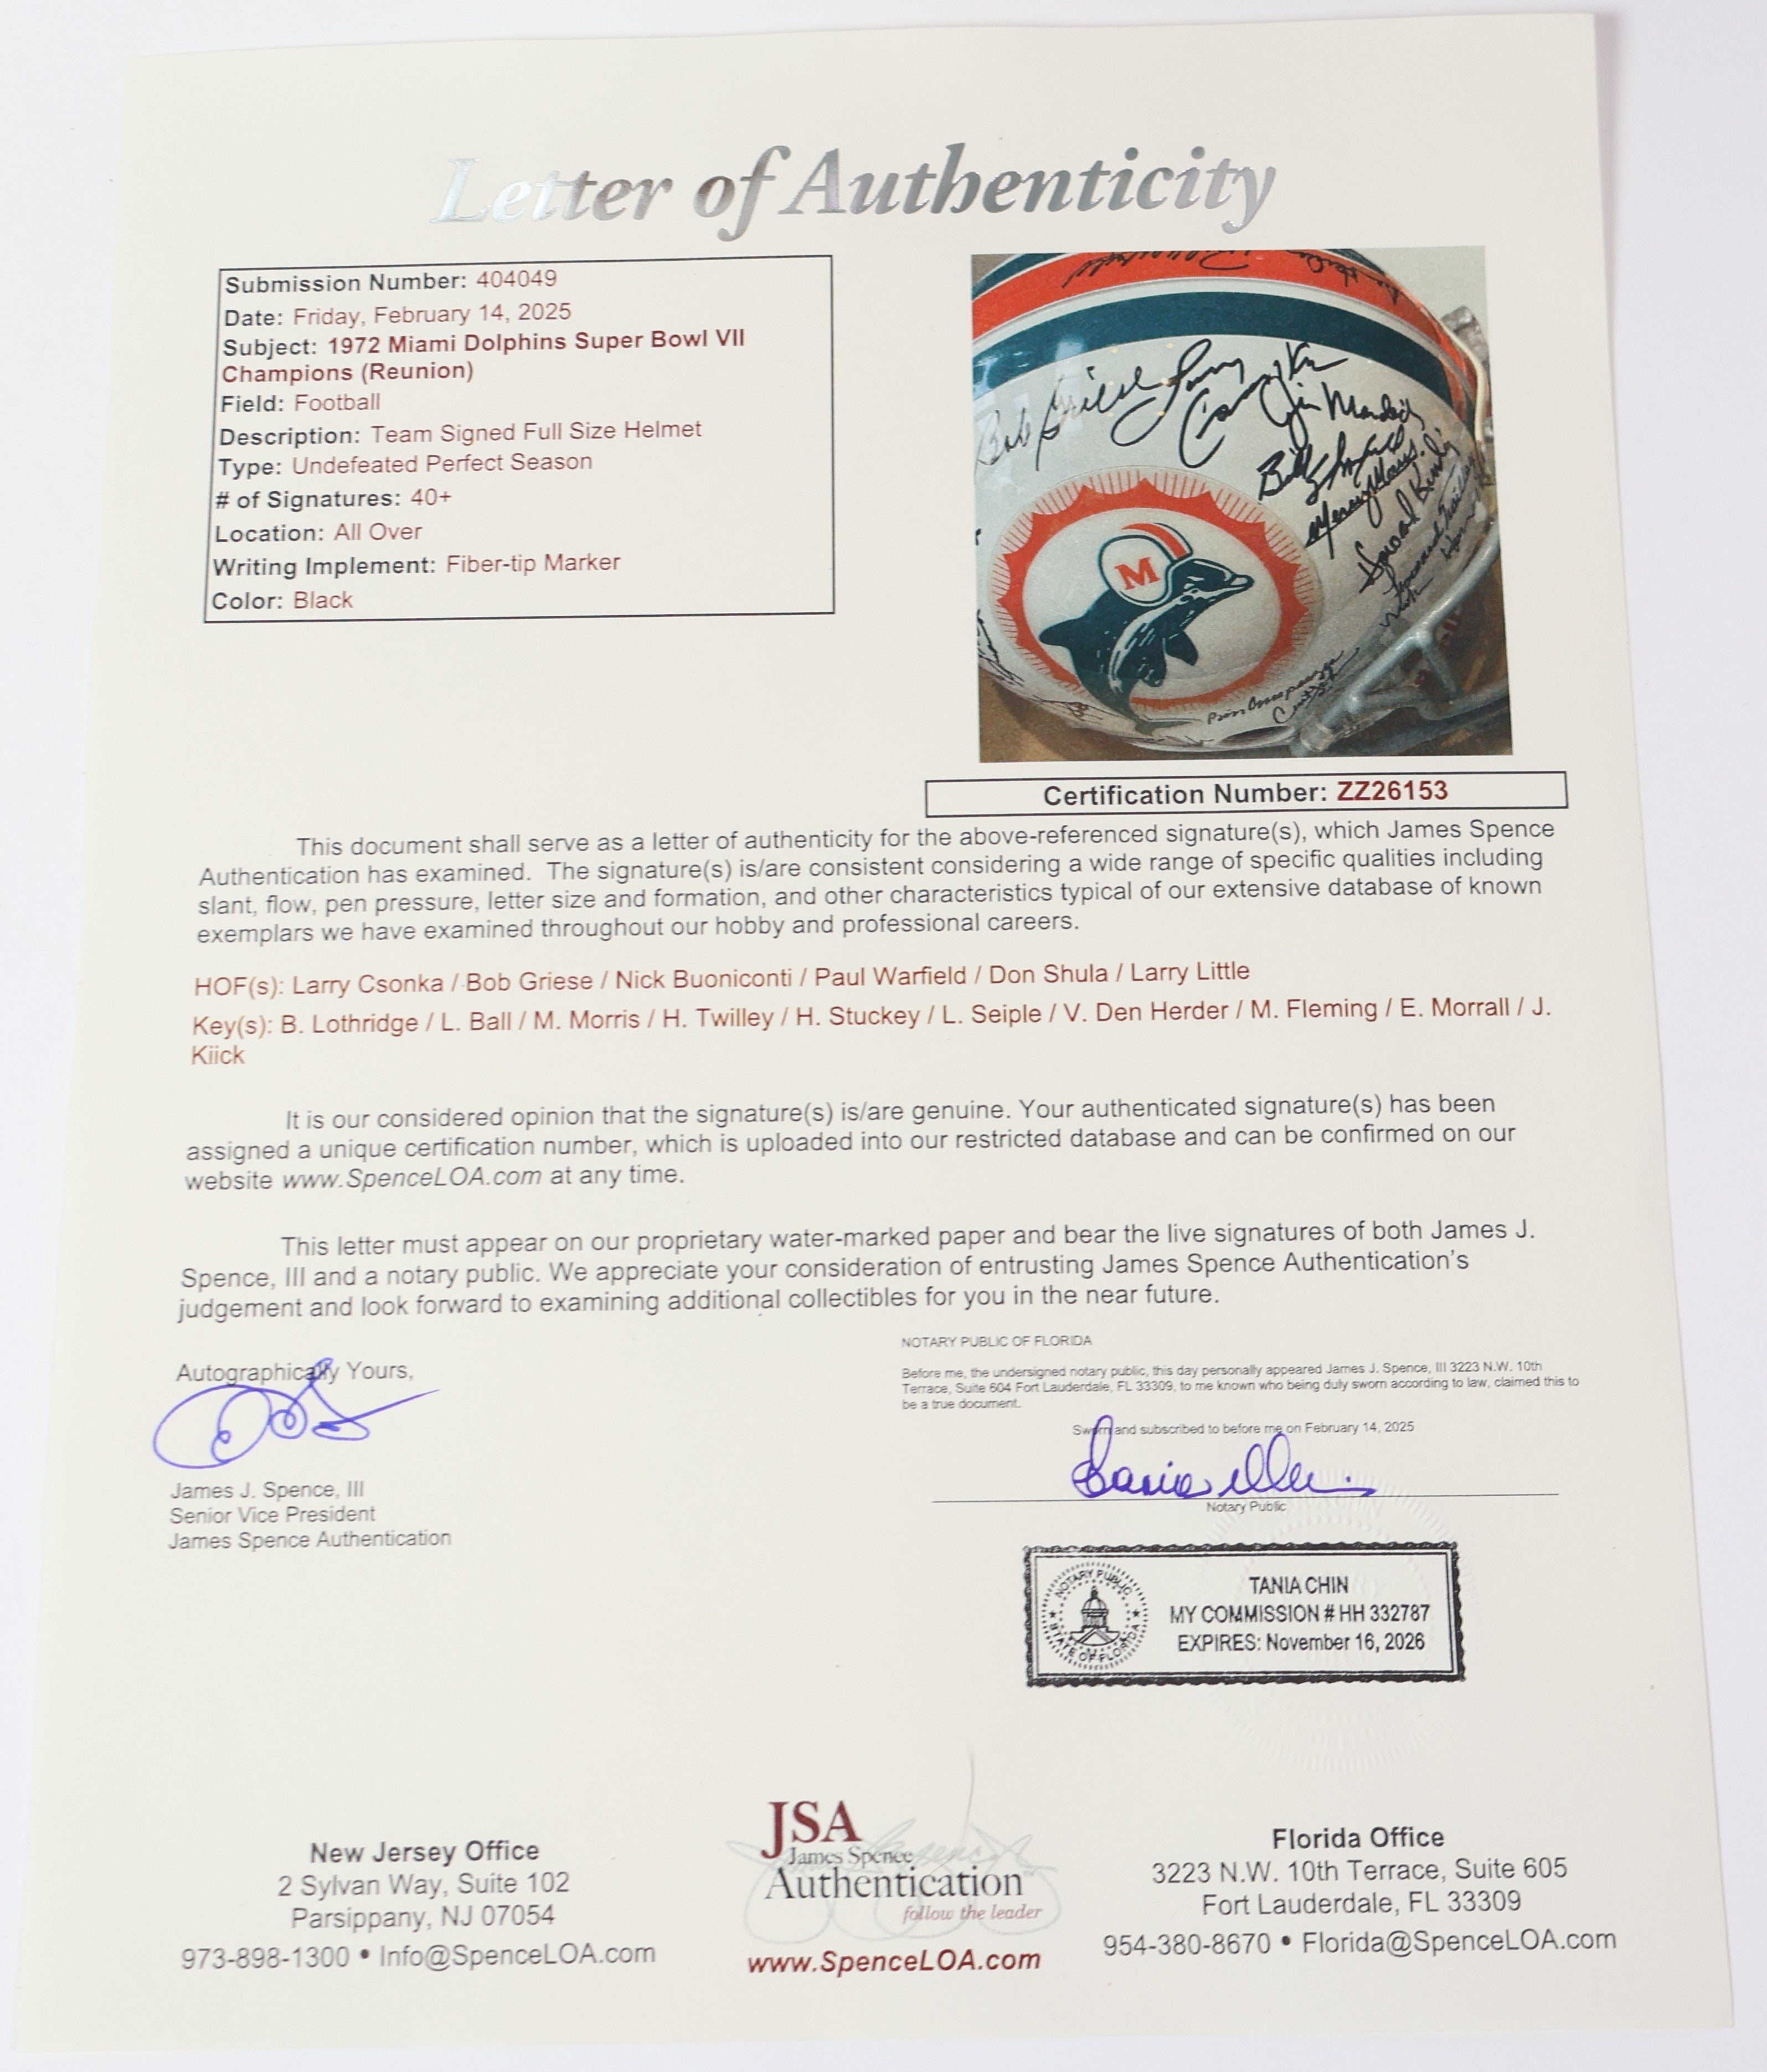 Letter of Authenticity
Submission Number: 404049
Date: Friday, February 14, 2025
Subject: 1972 Miami Dolphins Super Bowl VII
Champions (Reunion)
Field: Football
Description: Team Signed Full Size Helmet
Type: Undefeated Perfect Season
# of Signatures: 40+
Location: All Over
Writing Implement: Fiber-tip Marker
Color: Black
Bob Griese
Larry
Csonka
Jim Mandich
M
Certification Number: ZZ26153
This document shall serve as a letter of authenticity for the above-referenced signature(s), which James Spence
Authentication has examined. The signature(s) is/are consistent considering a wide range of specific qualities including
slant, flow, pen pressure, letter size and formation, and other characteristics typical of our extensive database of known
exemplars we have examined throughout our hobby and professional careers.
HOF(s): Larry Csonka / Bob Griese / Nick Buoniconti / Paul Warfield / Don Shula / Larry Little
Key(s): B. Lothridge / L. Ball / M. Morris / H. Twilley / H. Stuckey / L. Seiple / V. Den Herder / M. Fleming / E. Morrall / J.
Kiick
It is our considered opinion that the signature(s) is/are genuine. Your authenticated signature(s) has been
assigned a unique certification number, which is uploaded into our restricted database and can be confirmed on our
website www.SpenceLOA.com at any time.
This letter must appear on our proprietary water-marked paper and bear the live signatures of both James J.
Spence, III and a notary public. We appreciate your consideration of entrusting James Spence Authentication's
judgement and look forward to examining additional collectibles for you in the near future.
Autographically Yours,
James J. Spence, III
Senior Vice President
James Spence Authentication
NOTARY PUBLIC OF FLORIDA
Before me, the undersigned notary public, this day personally appeared James J. Spence, III 3223 N.W. 10th
Terrace, Suite 604 Fort Lauderdale, FL 33309, to me known who being duly sworn according to law, claimed this to
be a true document.
Sworn and subscribed to before me on February 14, 2025
Notary Public
NOTARY PUBLIC
STATE OF FLORIDA
TANIA CHIN
MY COMMISSION # HH 332787
EXPIRES: November 16, 2026
New Jersey Office
2 Sylvan Way, Suite 102
Parsippany, NJ 07054
973-898-1300 • Info@SpenceLOA.com
JSA
James Spence
Authentication
follow the leader
www.SpenceLOA.com
Florida Office
3223 N.W. 10th Terrace, Suite 605
Fort Lauderdale, FL 33309
954-380-8670 • Florida@SpenceLOA.com